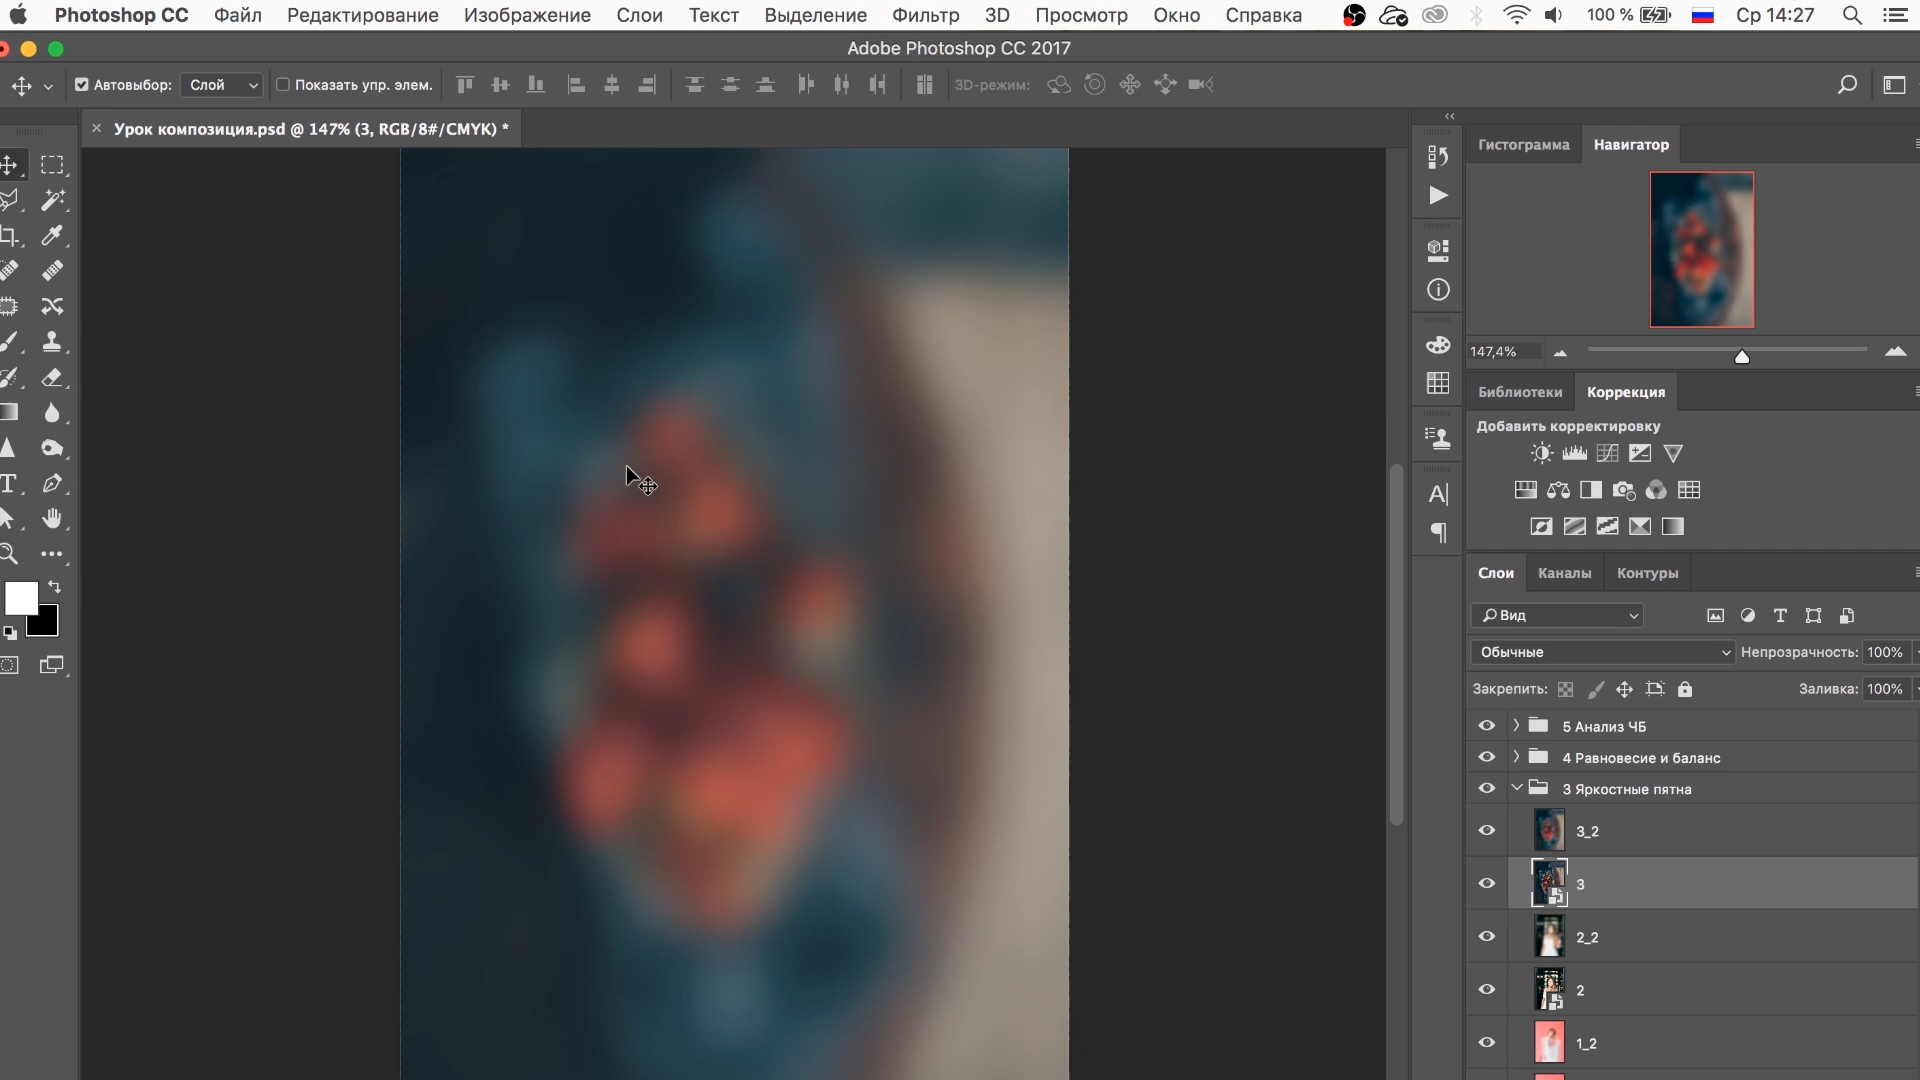 Photoshop CC Файл Редактирование Изображение Слои Текст Выделение Фильтр 3D Просмотр Окно Справка 100 % Ср 14:27
Adobe Photoshop CC 2017
Автовыбор: Слой Показать упр. элем. 3D-режим:
Урок композиция.psd @ 147% (3, RGB/8#/CMYK) *
Гистограмма Навигатор
147,4%
Библиотеки Коррекция
Добавить корректировку
Слои Каналы Контуры
Вид
Обычные Непрозрачность: 100%
Закрепить: Заливка: 100%
5 Анализ ЧБ
4 Равновесие и баланс
3 Яркостные пятна
3_2
3
2_2
2
1_2